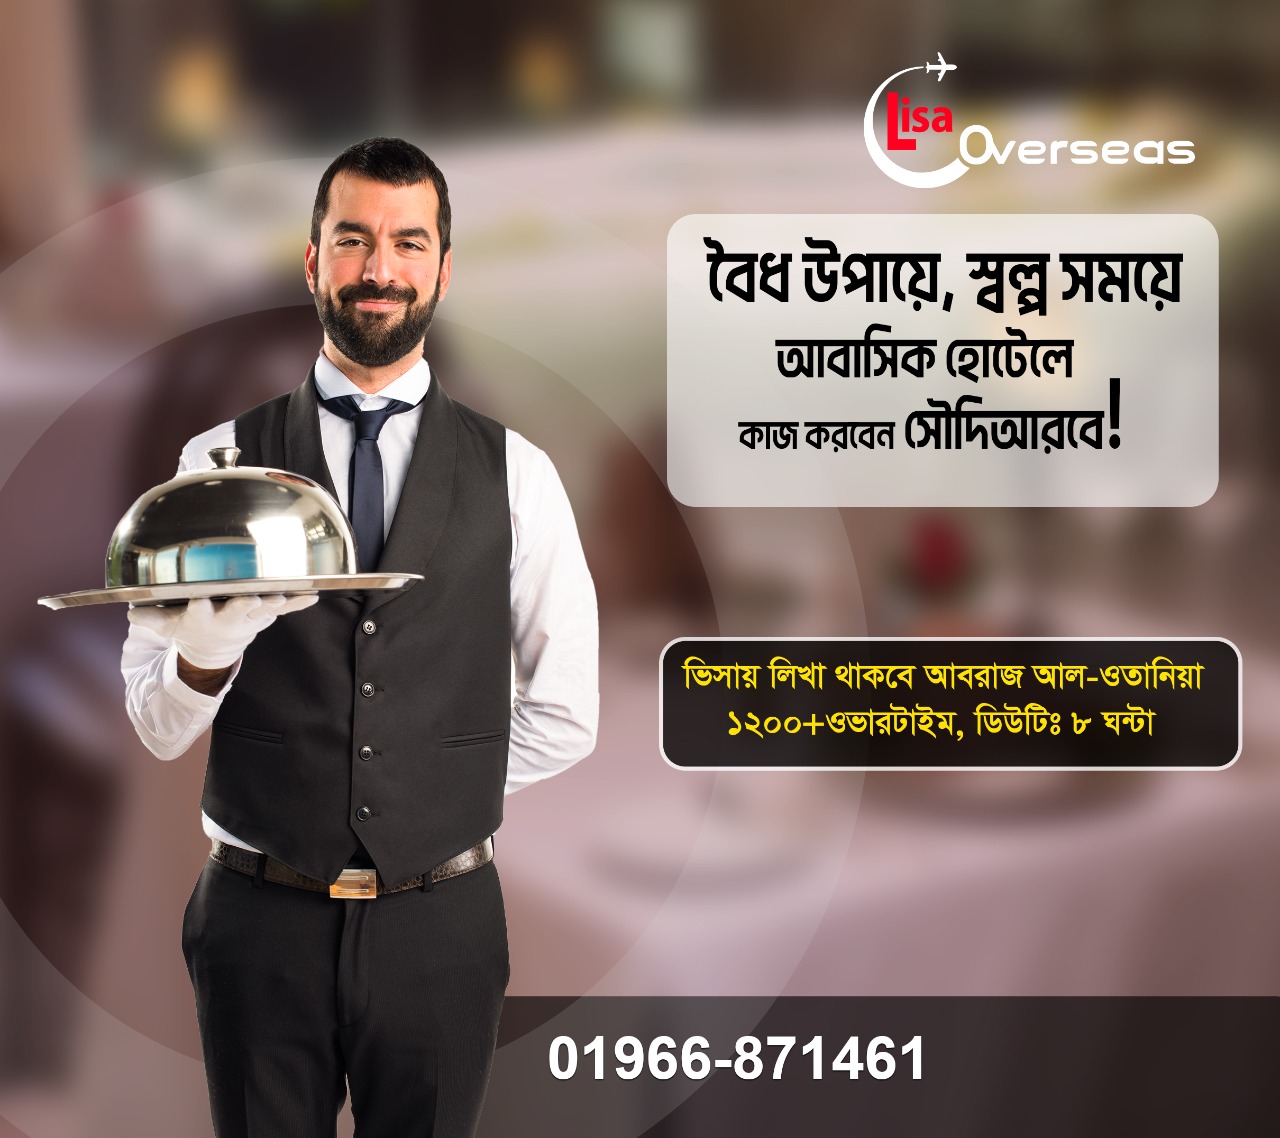 Lisa
Overseas
বৈধ উপায়ে, স্বল্প সময়ে
আবাসিক হোটেলে
কাজ করবেন সৌদিআরবে!
ভিসায় লিখা থাকবে আবরাজ আল-ওতানিয়া
১২০০+ওভারটাইম, ডিউটিঃ ৮ ঘন্টা
01966-871461